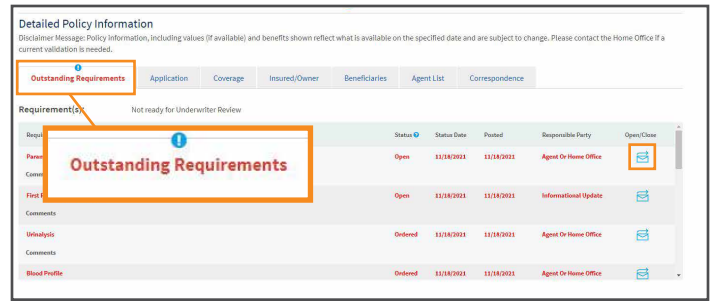 Detailed Policy Information
Disclaimer Message: Policy information, including values (if available) and benefits shown reflect what is available on the specified date and are subject to change. Please contact the Home Office if a
current validation is needed.
Outstanding Requirements Application Coverage Insured/Owner Beneficiaries Agent List Correspondence
Requirement(s): Not ready for Underwriter Review
Status Status Date Posted Responsible Party Open/Close
Outstanding Requirements
Open 11/18/2021 11/18/2021 Agent Or Home Office
First Open 11/18/2021 11/18/2021 Informational Update
Comments
Urinalysis Ordered 11/18/2021 11/18/2021 Agent Or Home Office
Comments
Blood Profile Ordered 11/18/2021 11/18/2021 Agent Or Home Office